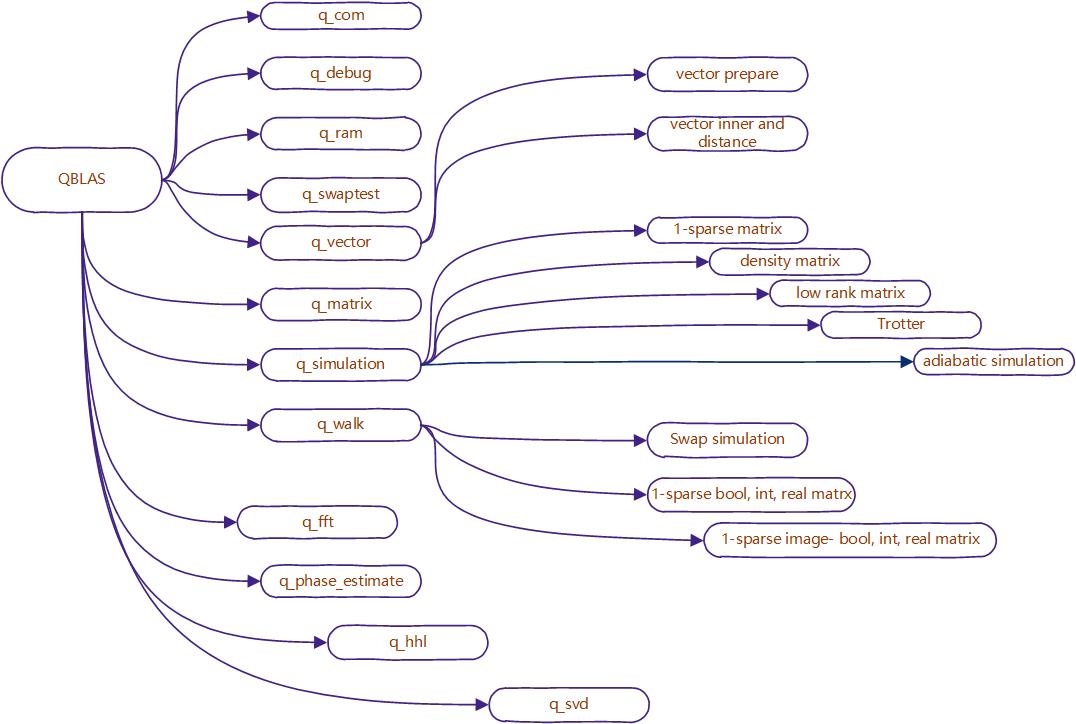 QBLAS
q_com
q_debug
q_ram
q_swaptest
q_vector
vector prepare
vector inner and
distance
q_matrix
q_simulation
1-sparse matrix
density matrix
low rank matrix
Trotter
adiabatic simulation
q_walk
Swap simulation
1-sparse bool, int, real matrx
1-sparse image- bool, int, real matrix
q_fft
q_phase_estimate
q_hhl
q_svd